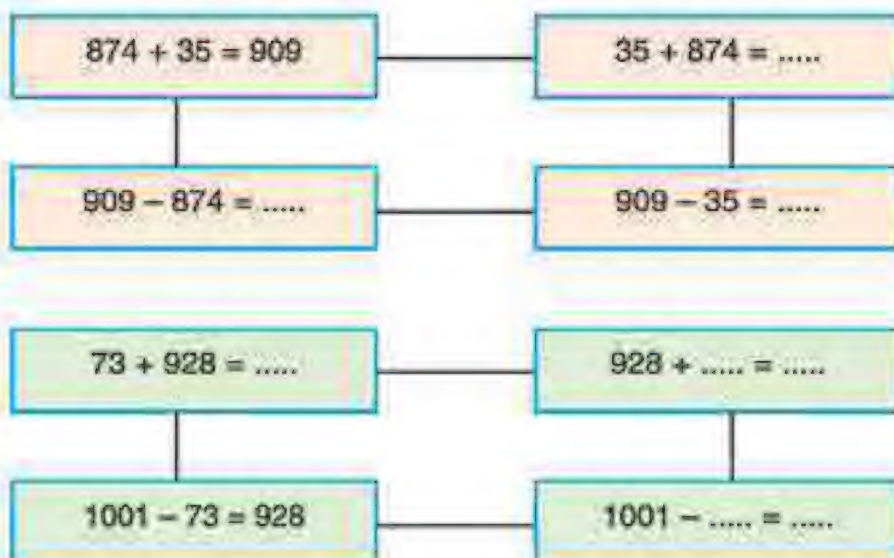 874 + 35 = 909
35 + 874 = .....
909 – 874 = .....
909 – 35 = .....
73 + 928 = .....
928 + ..... = .....
1001 – 73 = 928
1001 – ..... = .....